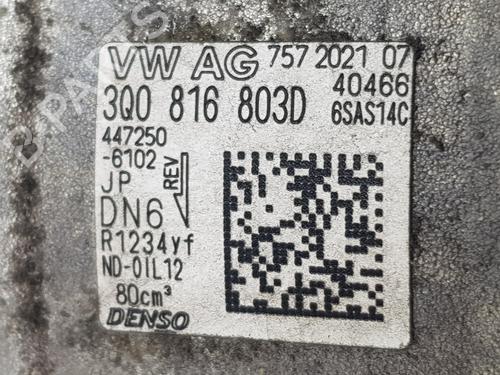 VW AG 757 2021 07
40466
3Q0 816 803D 6SAS14C
447250
-6102
JP
REV
DN6
R1234yf
ND-OIL12
80cm³
DENSO